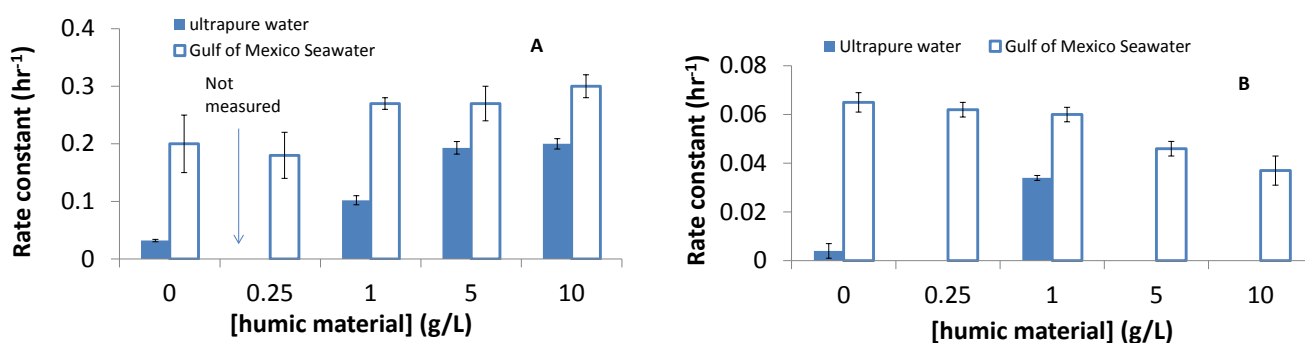 ultrapure water
Gulf of Mexico Seawater
A
Not
measured
Rate constant (hr⁻¹)
0.4
0.3
0.2
0.1
0
0 0.25 1 5 10
[humic material] (g/L)
Ultrapure water Gulf of Mexico Seawater
B
Rate constant (hr⁻¹)
0.08
0.06
0.04
0.02
0
0 0.25 1 5 10
[humic material] (g/L)